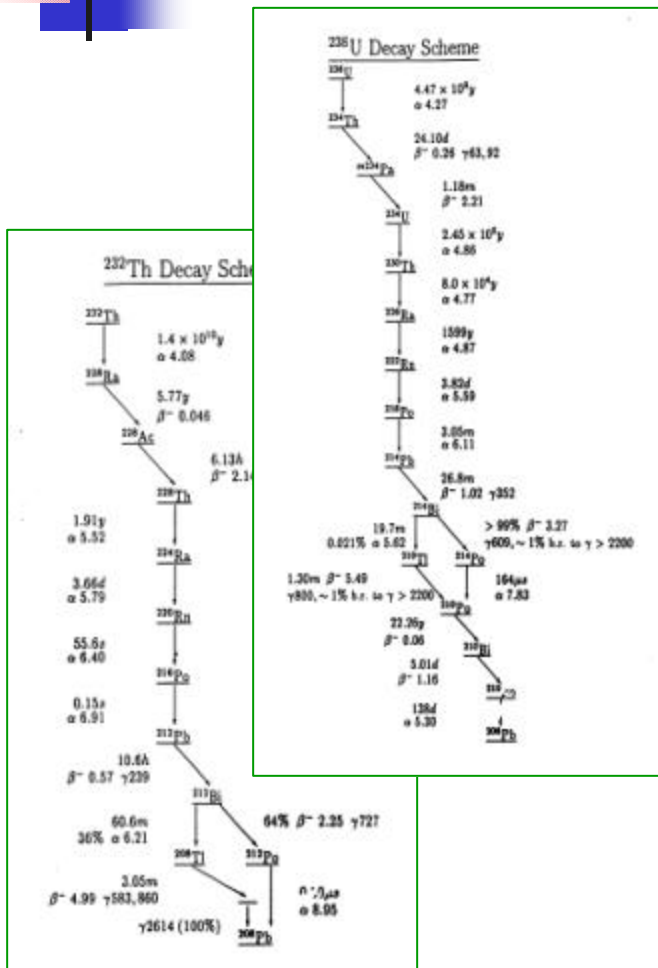 238U Decay Scheme
238U
4.47 × 10⁹y
α 4.27
234Th
24.10d
β⁻ 0.26 γ63,92
m234Pa
1.18m
β⁻ 2.21
234U
2.45 × 10⁵y
α 4.86
230Th
8.0 × 10⁴y
α 4.77
226Ra
1599y
α 4.87
222Rn
3.82d
α 5.59
218Po
3.05m
α 6.11
214Pb
26.8m
β⁻ 1.02 γ352
214Bi
19.7m
0.021% α 5.62
> 99% β⁻ 3.27
γ609, ~ 1% b.r. to γ > 2200
210Tl
214Po
1.30m β⁻ 5.49
γ800, ~ 1% b.r. to γ > 2200
164μs
α 7.83
22.26y
β⁻ 0.06
210Bi
5.01d
β⁻ 1.16
210
138d
α 5.30
206Pb
232Th Decay Sche
232Th
1.4 × 10¹⁰y
α 4.08
228Ra
5.77y
β⁻ 0.046
228Ac
6.13h
β⁻ 2.14
228Th
1.91y
α 5.52
224Ra
3.66d
α 5.79
220Rn
55.6s
α 6.40
216Po
0.15s
α 6.91
212Pb
10.6h
β⁻ 0.57 γ239
212Bi
60.6m
36% α 6.21
64% β⁻ 2.25 γ727
208Tl
212Po
3.05m
β⁻ 4.99 γ583,860
α 8.95
γ2614 (100%)
208Pb